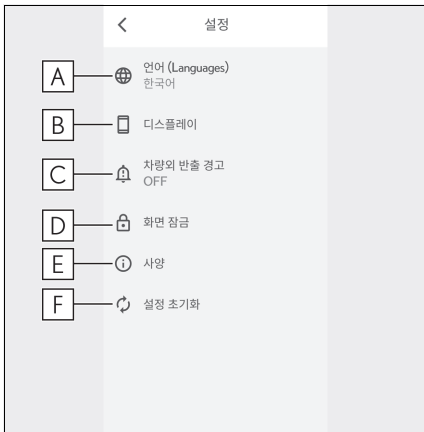 설정
A
언어 (Languages)
한국어
B
디스플레이
C
차량외 반출 경고
OFF
D
화면 잠금
E
사양
F
설정 초기화